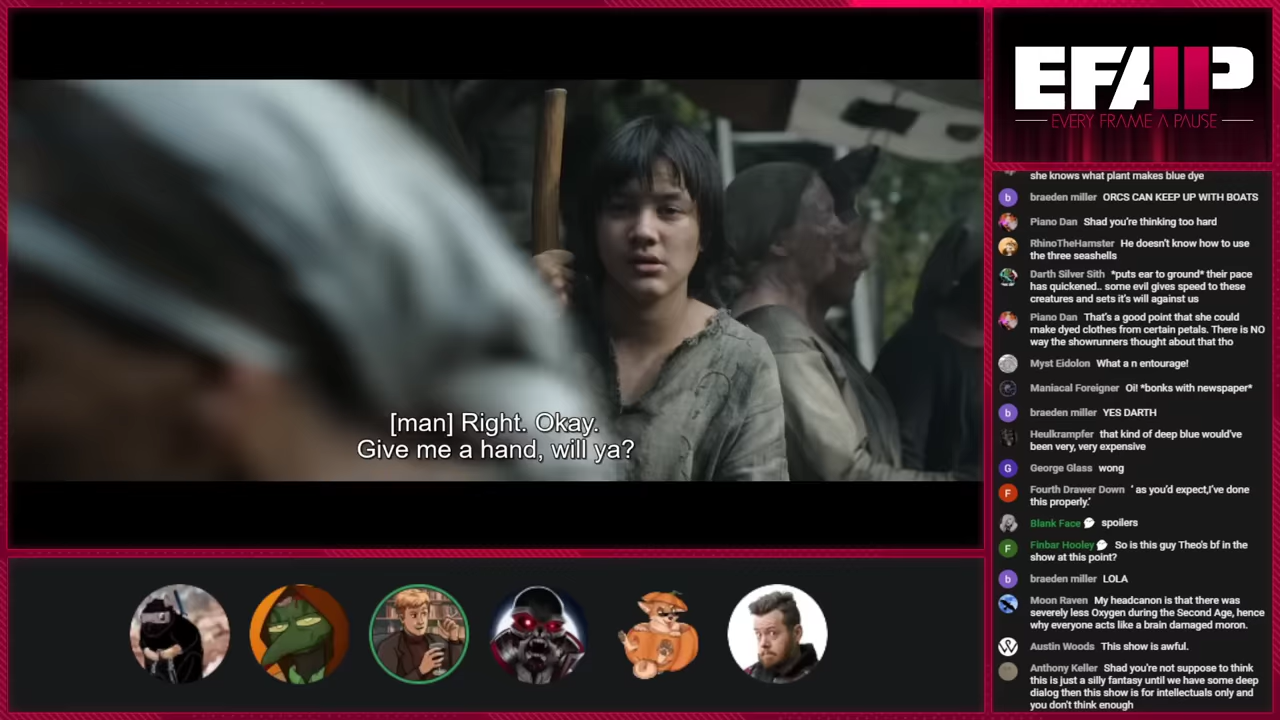 [man] Right. Okay.
Give me a hand, will ya?
EFAP
EVERY FRAME A PAUSE
she knows what plant makes blue dye
b braeden miller ORCS CAN KEEP UP WITH BOATS
Piano Dan Shad you're thinking too hard
RhinoTheHamster He doesn't know how to use
the three seashells
Darth Silver Sith *puts ear to ground* their pace
has quickened.. some evil gives speed to these
creatures and sets it's will against us
Piano Dan That's a good point that she could
make dyed clothes from certain petals. There is NO
way the showrunners thought about that tho
Myst Eidolon What a n entourage!
Maniacal Foreigner Oi! *bonks with newspaper*
b braeden miller YES DARTH
Heulkrampfer that kind of deep blue would've
been very, very expensive
G George Glass wong
F Fourth Drawer Down ' as you'd expect,I've done
this properly.'
Blank Face spoilers
F Finbar Hooley So is this guy Theo's bf in the
show at this point?
b braeden miller LOLA
Moon Raven My headcanon is that there was
severely less Oxygen during the Second Age, hence
why everyone acts like a brain damaged moron.
W Austin Woods This show is awful.
Anthony Keller Shad you're not suppose to think
this is just a silly fantasy until we have some deep
dialog then this show is for intellectuals only and
you don't think enough